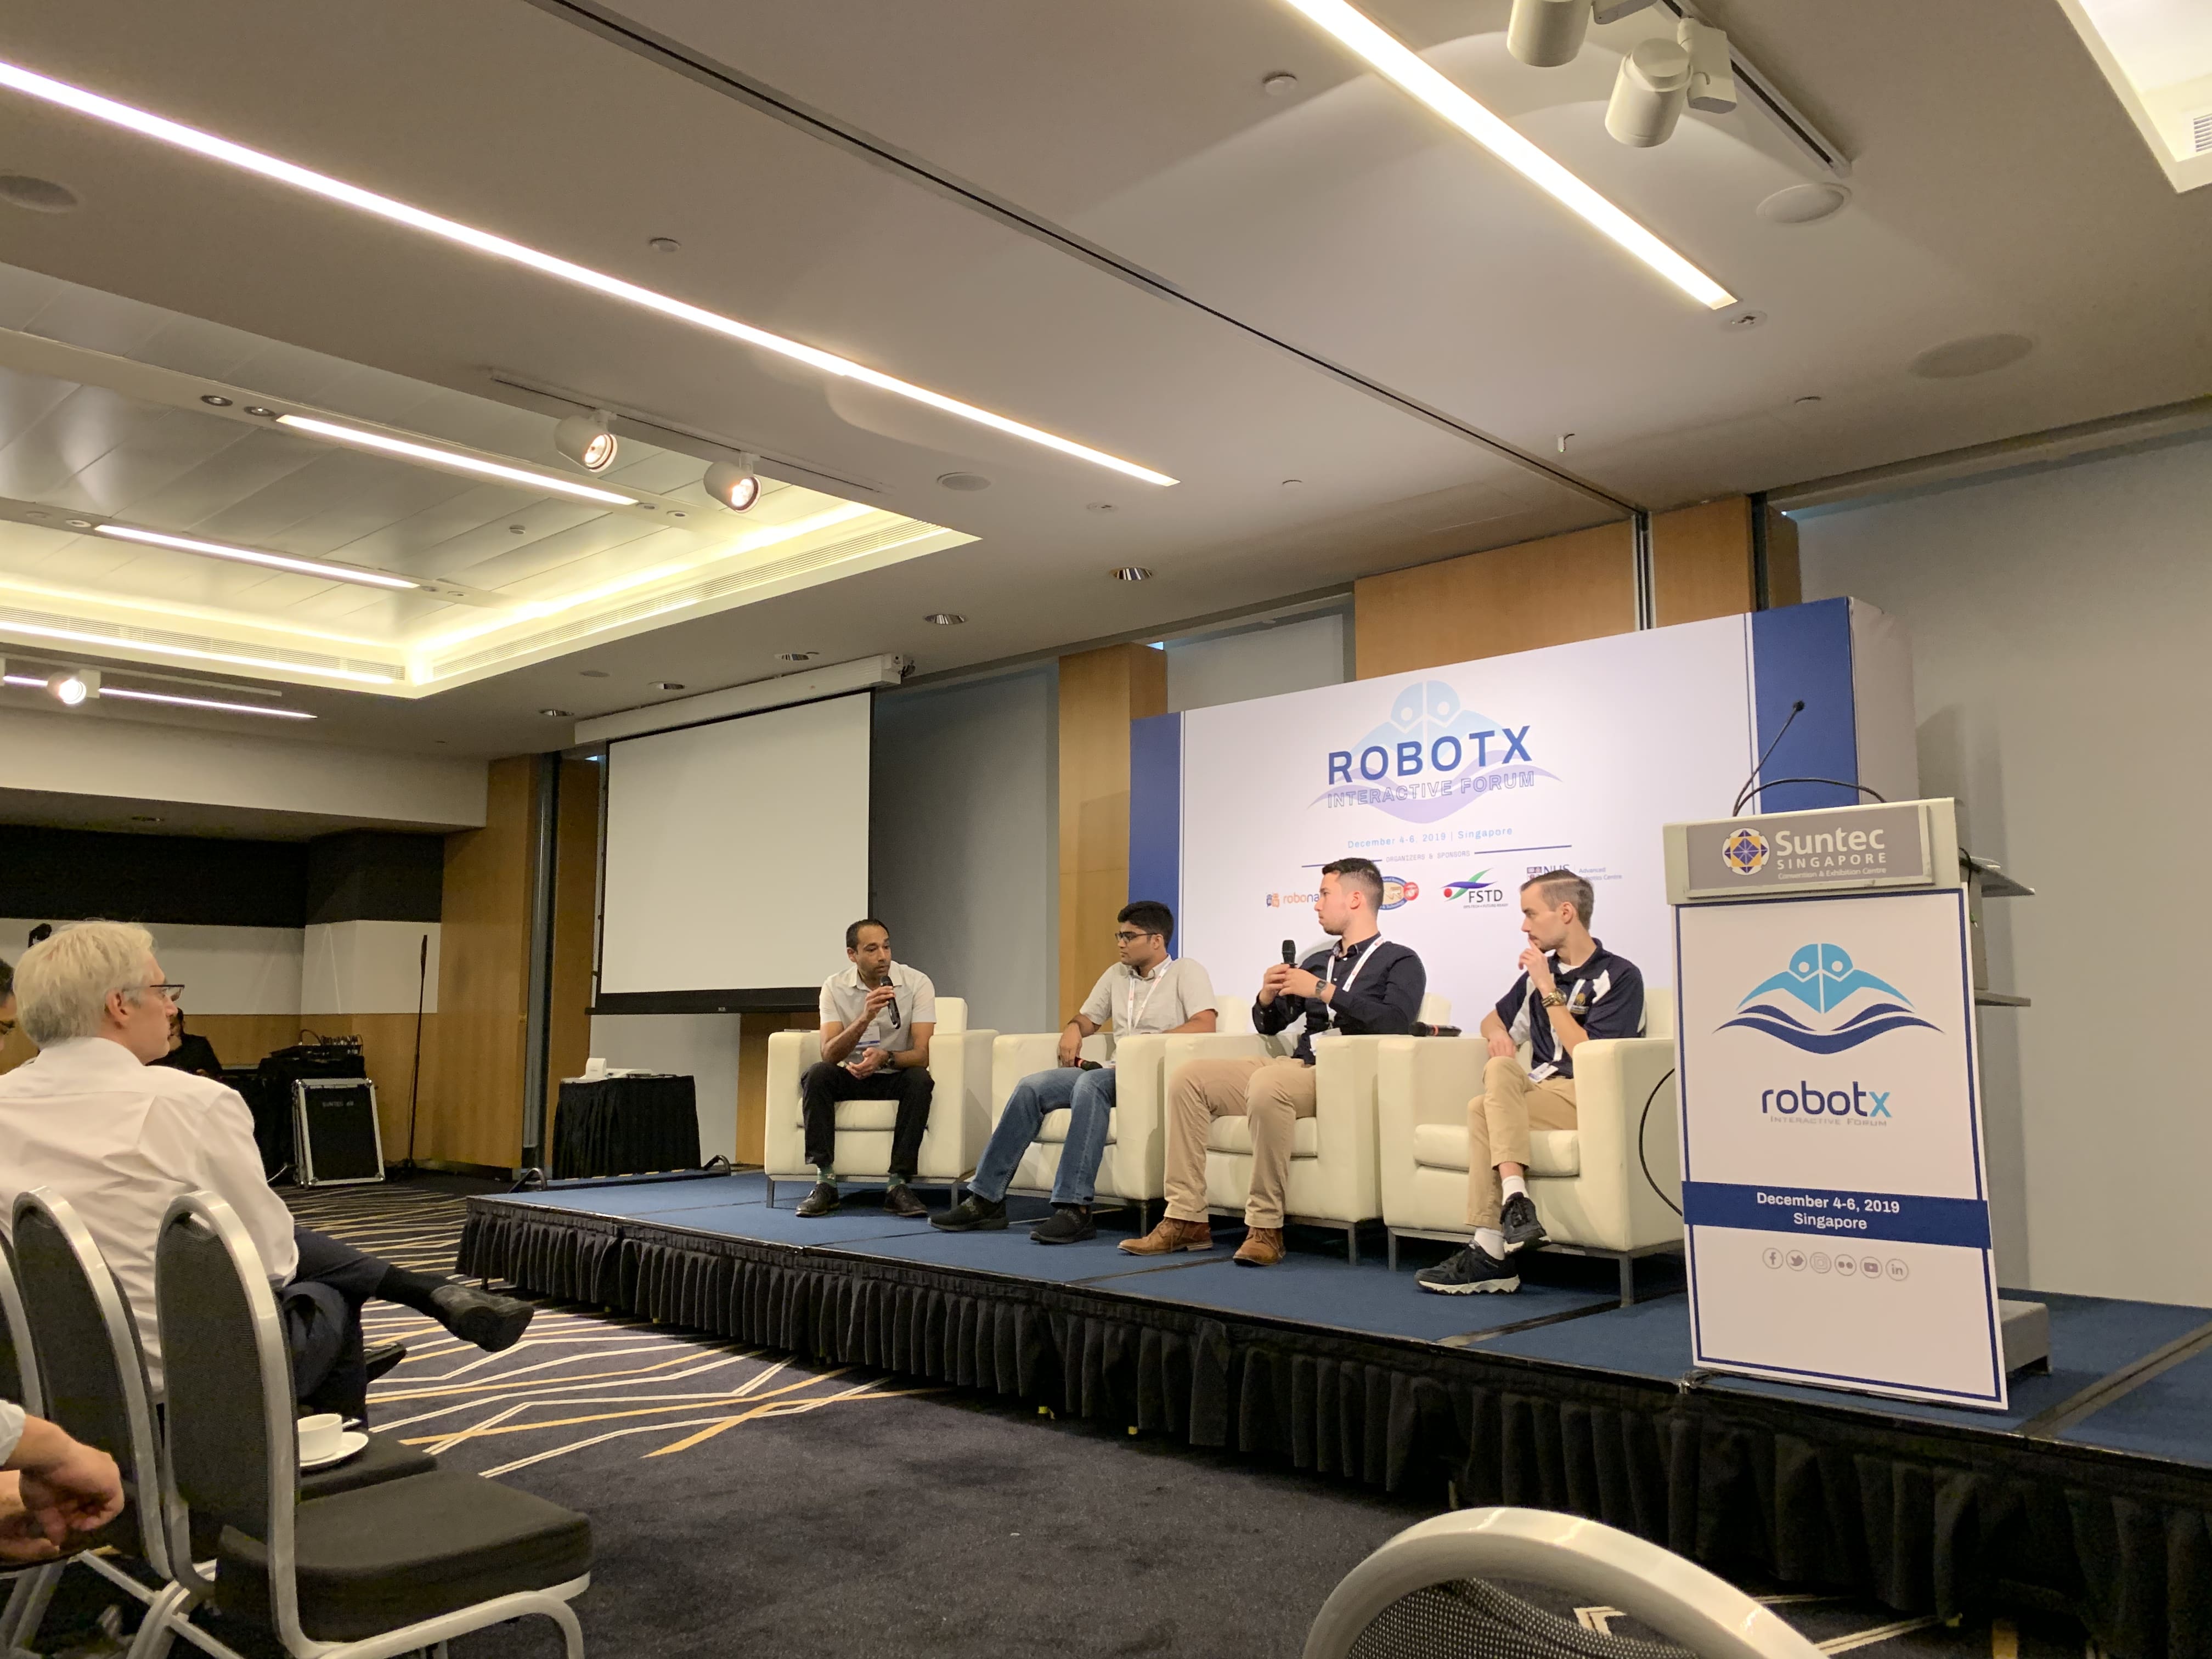 ROBOTX
INTERACTIVE FORUM
December 4-6, 2019 | Singapore
ORGANIZERS & SPONSORS
FSTD
Suntec
SINGAPORE
Convention & Exhibition Centre
robotx
INTERACTIVE FORUM
December 4-6, 2019
Singapore